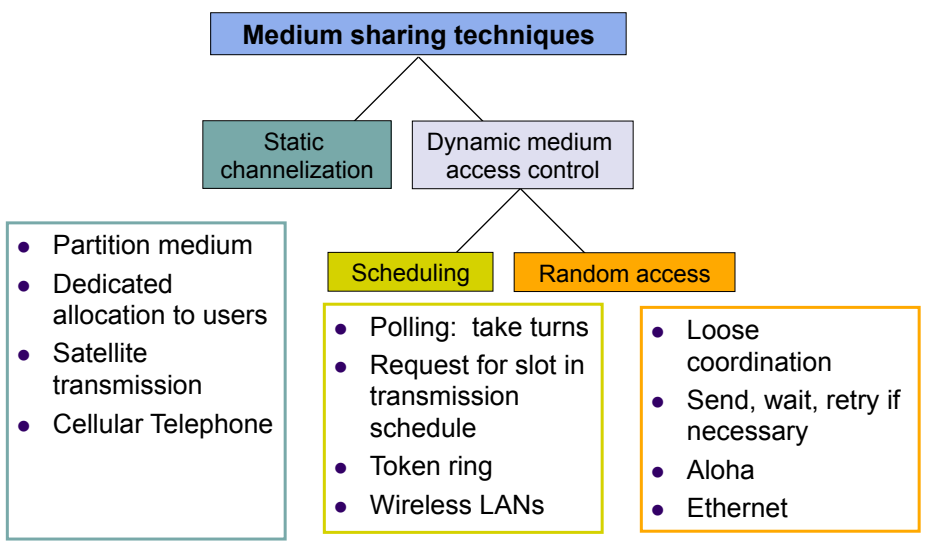 Medium sharing techniques
Static
channelization
Dynamic medium
access control
● Partition medium
● Dedicated
allocation to users
● Satellite
transmission
● Cellular Telephone
Scheduling
● Polling: take turns
● Request for slot in
transmission
schedule
● Token ring
● Wireless LANs
Random access
● Loose
coordination
● Send, wait, retry if
necessary
● Aloha
● Ethernet